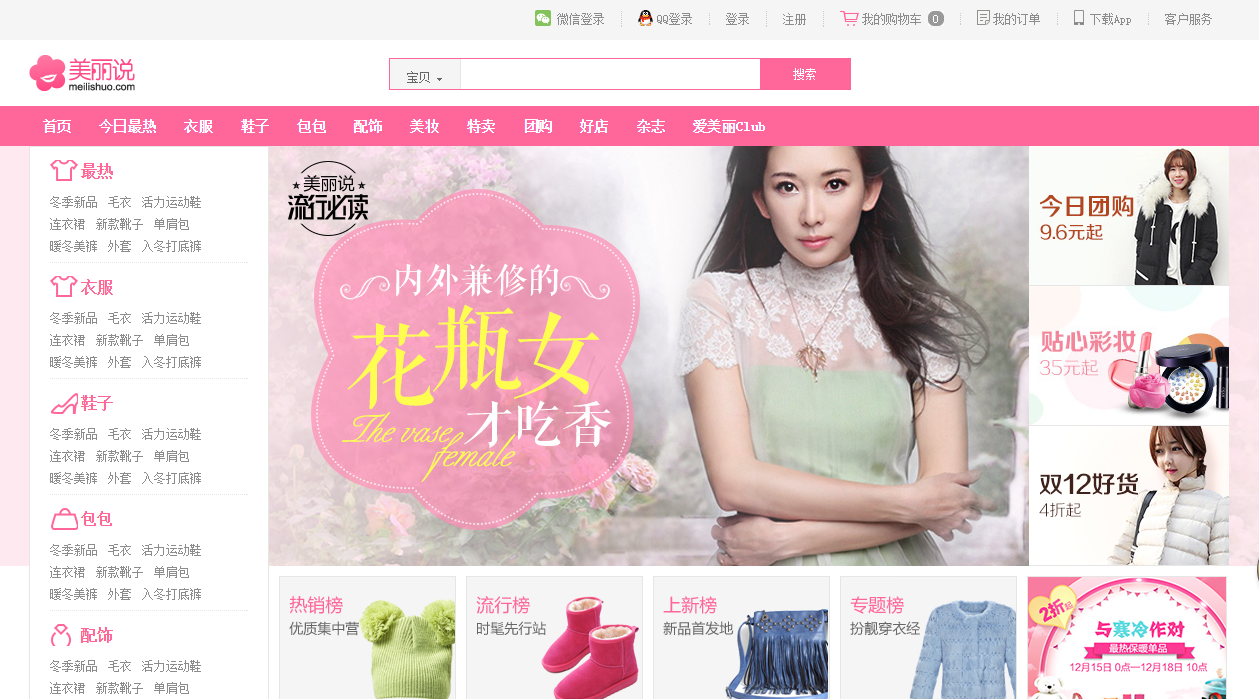 微信登录 QQ登录 登录 注册 我的购物车 0 我的订单 下载App 客户服务
美丽说
meilishuo.com
宝贝 搜索
首页 今日最热 衣服 鞋子 包包 配饰 美妆 特卖 团购 好店 杂志 爱美丽Club
最热
冬季新品 毛衣 活力运动鞋
连衣裙 新款靴子 单肩包
暖冬美裤 外套 入冬打底裤
衣服
冬季新品 毛衣 活力运动鞋
连衣裙 新款靴子 单肩包
暖冬美裤 外套 入冬打底裤
鞋子
冬季新品 毛衣 活力运动鞋
连衣裙 新款靴子 单肩包
暖冬美裤 外套 入冬打底裤
包包
冬季新品 毛衣 活力运动鞋
连衣裙 新款靴子 单肩包
暖冬美裤 外套 入冬打底裤
配饰
冬季新品 毛衣 活力运动鞋
连衣裙 新款靴子 单肩包
美丽说
流行必读
内外兼修的
花瓶女
才吃香
The vase
female
今日团购
9.6元起
贴心彩妆
35元起
双12好货
4折起
热销榜
优质集中营
流行榜
时髦先行站
上新榜
新品首发地
专题榜
扮靓穿衣经
2折起
与寒冷作对
最热保暖单品
12月15日 0点—12月18日 10点